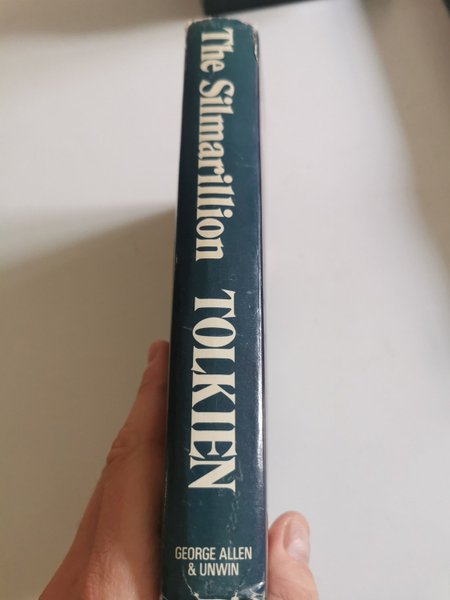 The Silmarillion TOLKIEN
GEORGE ALLEN
& UNWIN